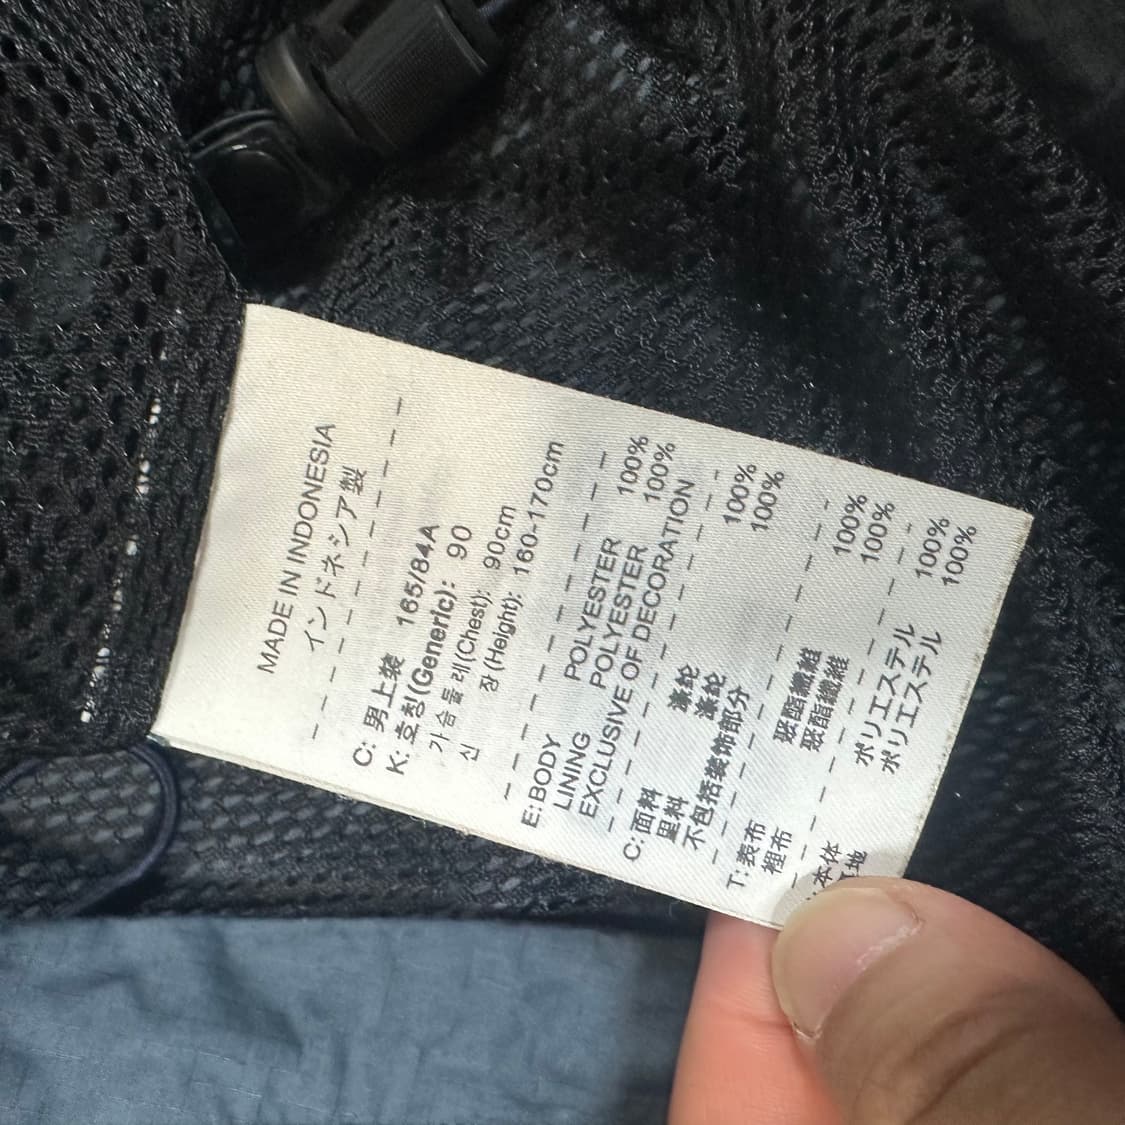 MADE IN INDONESIA
インドネシア製
C: 男上裝 165/84A
K: 호칭(Generic): 90
가슴둘레(Chest): 90cm
신 장(Height): 160-170cm
E: BODY POLYESTER 100%
LINING POLYESTER 100%
EXCLUSIVE OF DECORATION
C: 面料 涤纶 100%
里料 涤纶 100%
不包括装饰部分
T: 表布 聚酯纖維 100%
裡布 聚酯纖維 100%
本体 ポリエステル 100%
地 ポリエステル 100%